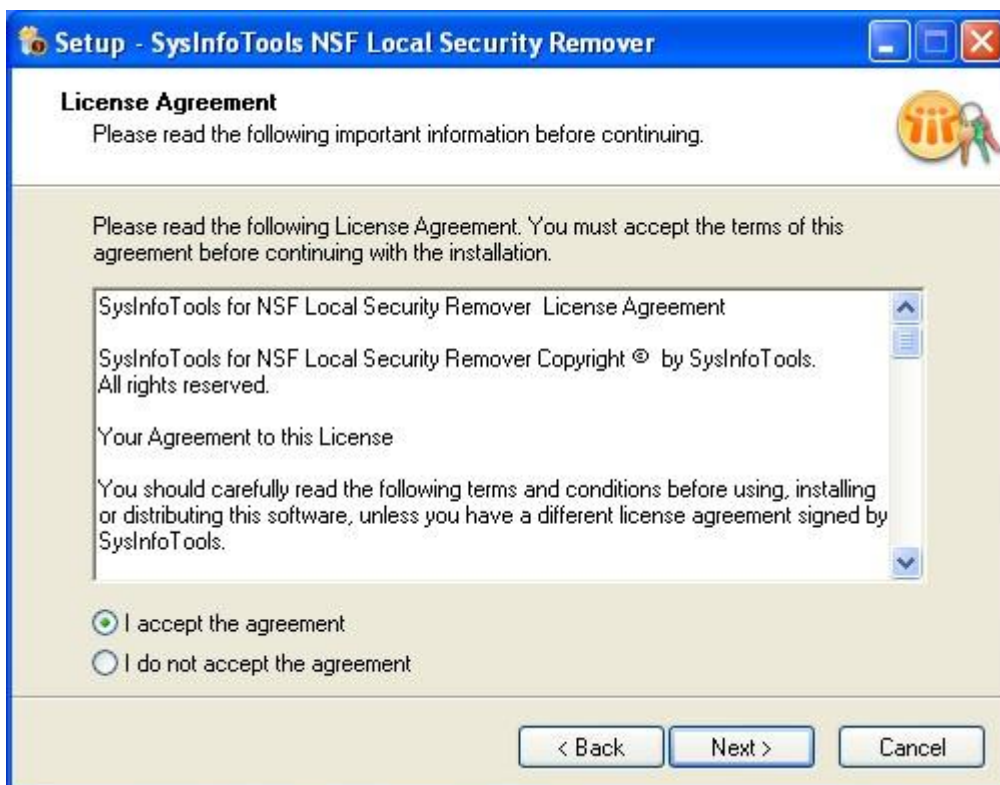 Setup - SysInfoTools NSF Local Security Remover
License Agreement
Please read the following important information before continuing.
Please read the following License Agreement. You must accept the terms of this
agreement before continuing with the installation.
SysInfoTools for NSF Local Security Remover  License Agreement
SysInfoTools for NSF Local Security Remover Copyright ©  by SysInfoTools.
All rights reserved.
Your Agreement to this License
You should carefully read the following terms and conditions before using, installing
or distributing this software, unless you have a different license agreement signed by
SysInfoTools.
I accept the agreement
I do not accept the agreement
< Back Next > Cancel